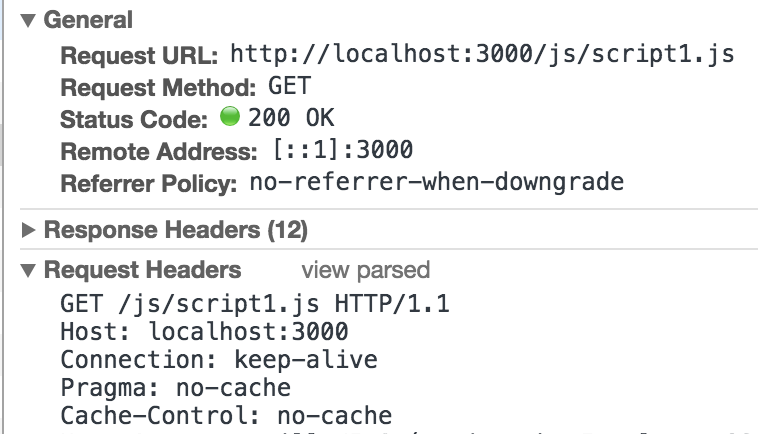 General
Request URL: http://localhost:3000/js/script1.js
Request Method: GET
Status Code: 200 OK
Remote Address: [::1]:3000
Referrer Policy: no-referrer-when-downgrade
Response Headers (12)
Request Headers view parsed
GET /js/script1.js HTTP/1.1
Host: localhost:3000
Connection: keep-alive
Pragma: no-cache
Cache-Control: no-cache